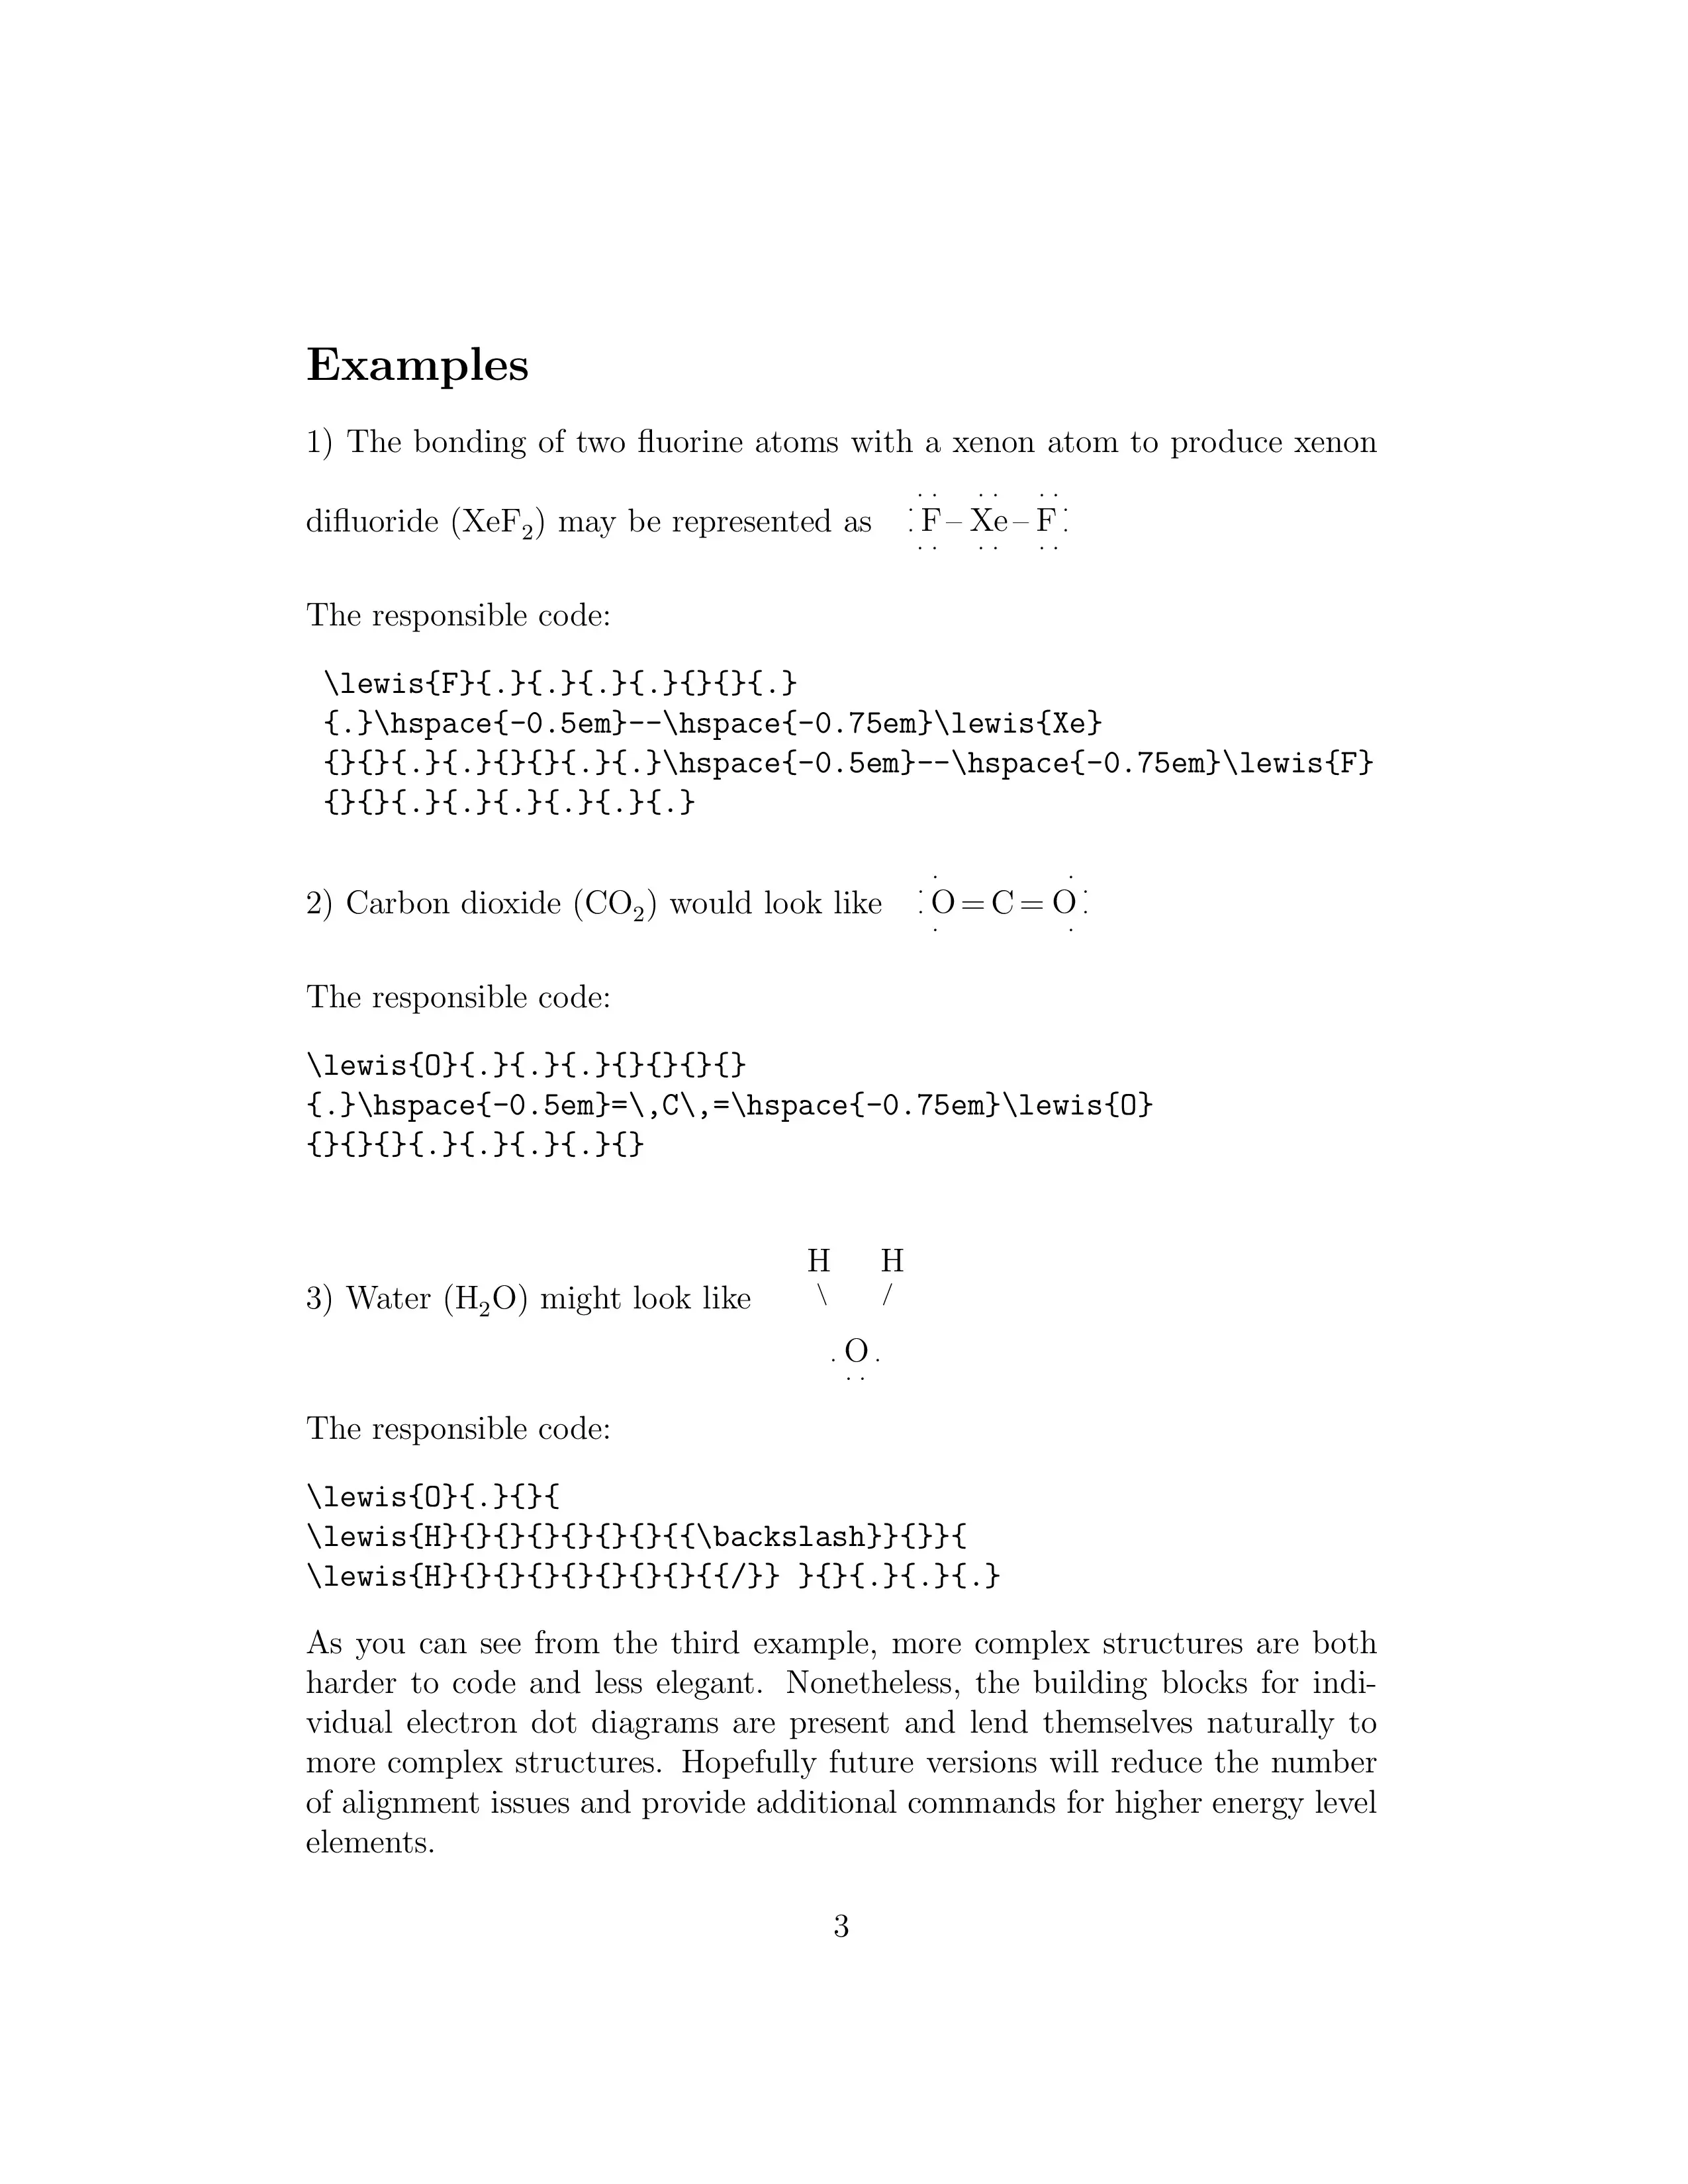 Examples
1) The bonding of two fluorine atoms with a xenon atom to produce xenon
difluoride (XeF₂) may be represented as : F – Xe – F :
The responsible code:
\lewis{F}{.}{.}{.}{.}{}{}{.}
{.}\hspace{-0.5em}--\hspace{-0.75em}\lewis{Xe}
{}{}{.}{.}{}{}{.}{.}\hspace{-0.5em}--\hspace{-0.75em}\lewis{F}
{}{}{.}{.}{.}{.}{.}{.}
2) Carbon dioxide (CO₂) would look like : O = C = O :
The responsible code:
\lewis{O}{.}{.}{.}{}{}{}{}
{.}\hspace{-0.5em}=\,C\,=\hspace{-0.75em}\lewis{O}
{}{}{}{.}{.}{.}{.}{}
H H
3) Water (H₂O) might look like \ /
. O .
. .
The responsible code:
\lewis{O}{.}{}{
\lewis{H}{}{}{}{}{}{}{{\backslash}}{}}{
\lewis{H}{}{}{}{}{}{}{}{{/}} }{}{.}{.}{.}
As you can see from the third example, more complex structures are both
harder to code and less elegant. Nonetheless, the building blocks for indi-
vidual electron dot diagrams are present and lend themselves naturally to
more complex structures. Hopefully future versions will reduce the number
of alignment issues and provide additional commands for higher energy level
elements.
3